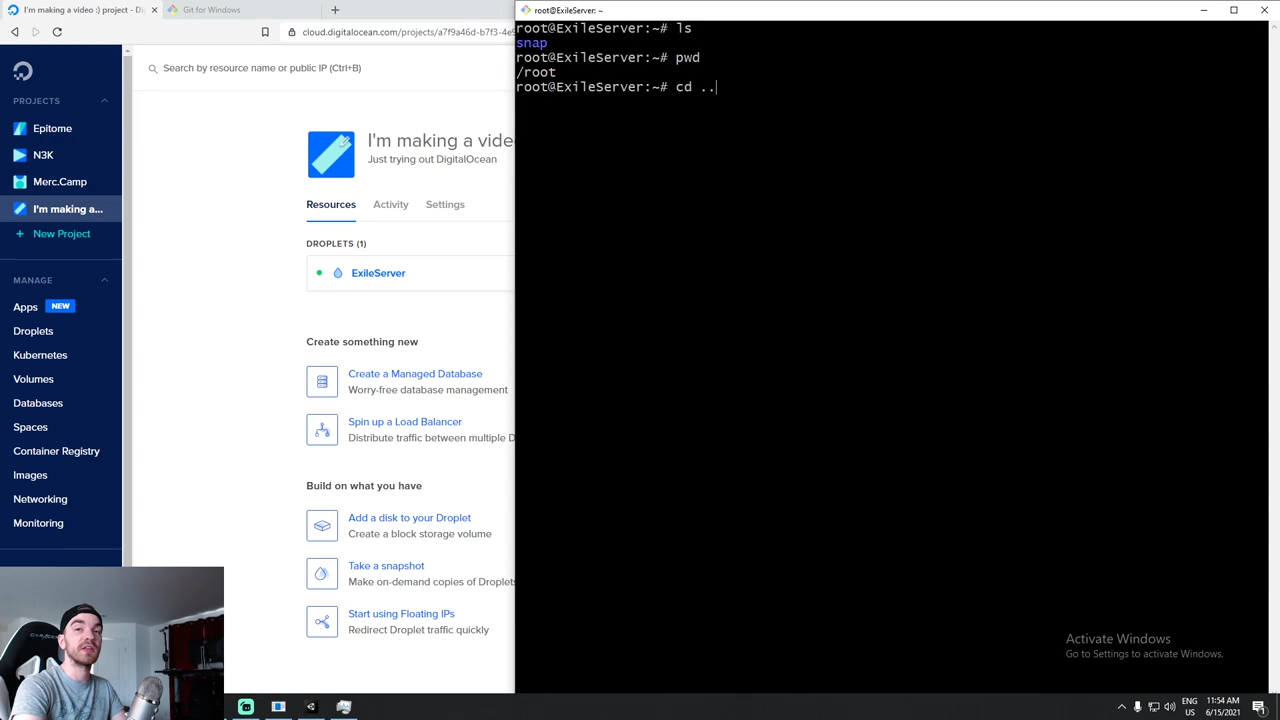 I'm making a video :) project - Di
Git for Windows
cloud.digitalocean.com/projects/a7f9a46d-b7f3-4e9
Search by resource name or public IP (Ctrl+B)
PROJECTS
Epitome
N3K
Merc.Camp
I'm making a...
+ New Project
MANAGE
Apps NEW
Droplets
Kubernetes
Volumes
Databases
Spaces
Container Registry
Images
Networking
Monitoring
I'm making a vide
Just trying out DigitalOcean
Resources Activity Settings
DROPLETS (1)
ExileServer
Create something new
Create a Managed Database
Worry-free database management
Spin up a Load Balancer
Distribute traffic between multiple D
Build on what you have
Add a disk to your Droplet
Create a block storage volume
Take a snapshot
Make on-demand copies of Droplets
Start using Floating IPs
Redirect Droplet traffic quickly
root@ExileServer: ~
root@ExileServer:~# ls
snap
root@ExileServer:~# pwd
/root
root@ExileServer:~# cd ..
Activate Windows
Go to Settings to activate Windows.
ENG
US
11:54 AM
6/15/2021